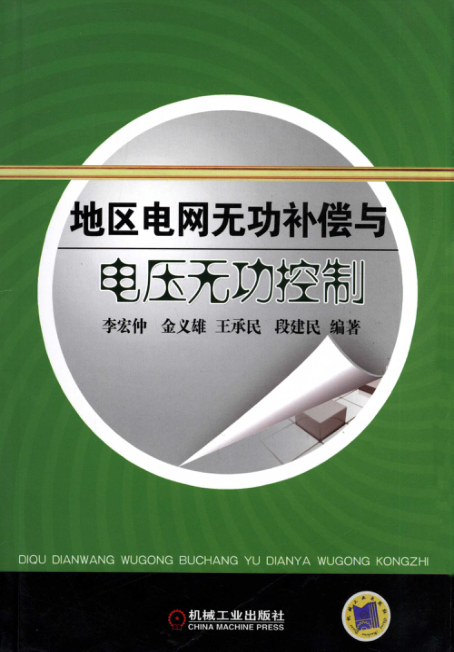 地区电网无功补偿与
电压无功控制
李宏仲 金义雄 王承民 段建民 编著
DIQU DIANWANG WUGONG BUCHANG YU DIANYA WUGONG KONGZHI
机械工业出版社
CHINA MACHINE PRESS